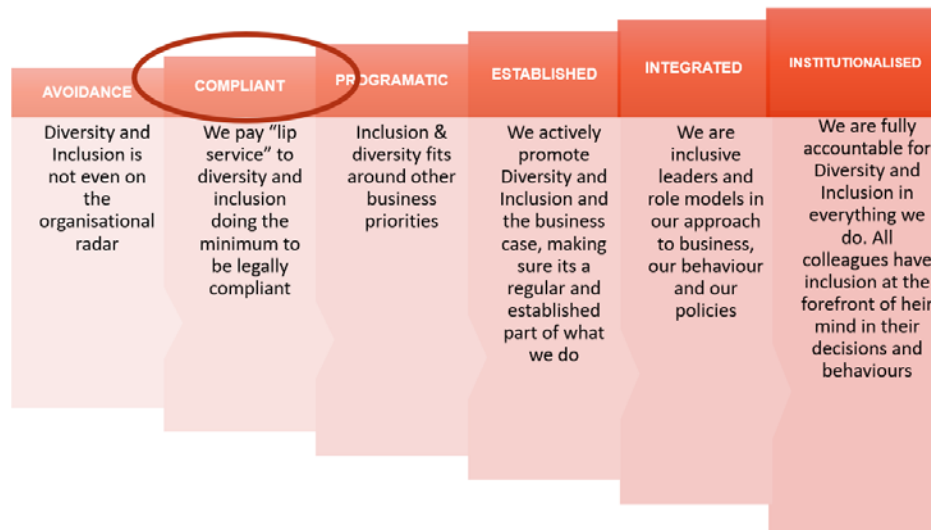 AVOIDANCE
Diversity and
Inclusion is
not even on
the
organisational
radar
COMPLIANT
We pay “lip
service” to
diversity and
inclusion
doing the
minimum to
be legally
compliant
PROGRAMATIC
Inclusion &
diversity fits
around other
business
priorities
ESTABLISHED
We actively
promote
Diversity and
Inclusion and
the business
case, making
sure its a
regular and
established
part of what
we do
INTEGRATED
We are
inclusive
leaders and
role models in
our approach
to business,
our behaviour
and our
policies
INSTITUTIONALISED
We are fully
accountable for
Diversity and
Inclusion in
everything we
do. All
colleagues have
inclusion at the
forefront of heir
mind in their
decisions and
behaviours